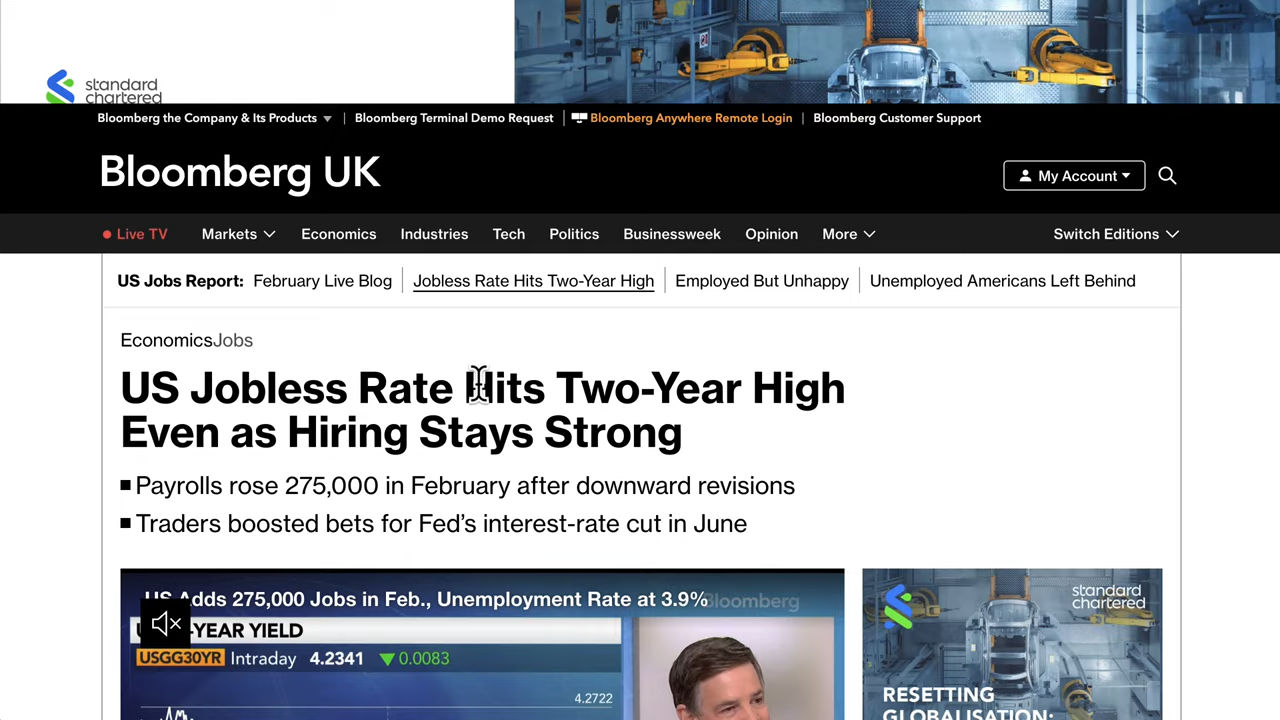 standard
chartered
Bloomberg the Company & Its Products
Bloomberg Terminal Demo Request
Bloomberg Anywhere Remote Login
Bloomberg Customer Support
Bloomberg UK
My Account
Live TV
Markets
Economics
Industries
Tech
Politics
Businessweek
Opinion
More
Switch Editions
US Jobs Report:
February Live Blog
Jobless Rate Hits Two-Year High
Employed But Unhappy
Unemployed Americans Left Behind
EconomicsJobs
US Jobless Rate Hits Two-Year High
Even as Hiring Stays Strong
Payrolls rose 275,000 in February after downward revisions
Traders boosted bets for Fed's interest-rate cut in June
US Adds 275,000 Jobs in Feb., Unemployment Rate at 3.9%
Bloomberg
-YEAR YIELD
USGG30YR Intraday 4.2341 ▼0.0083
4.2722
standard
chartered
RESETTING
GLOBALISATION: